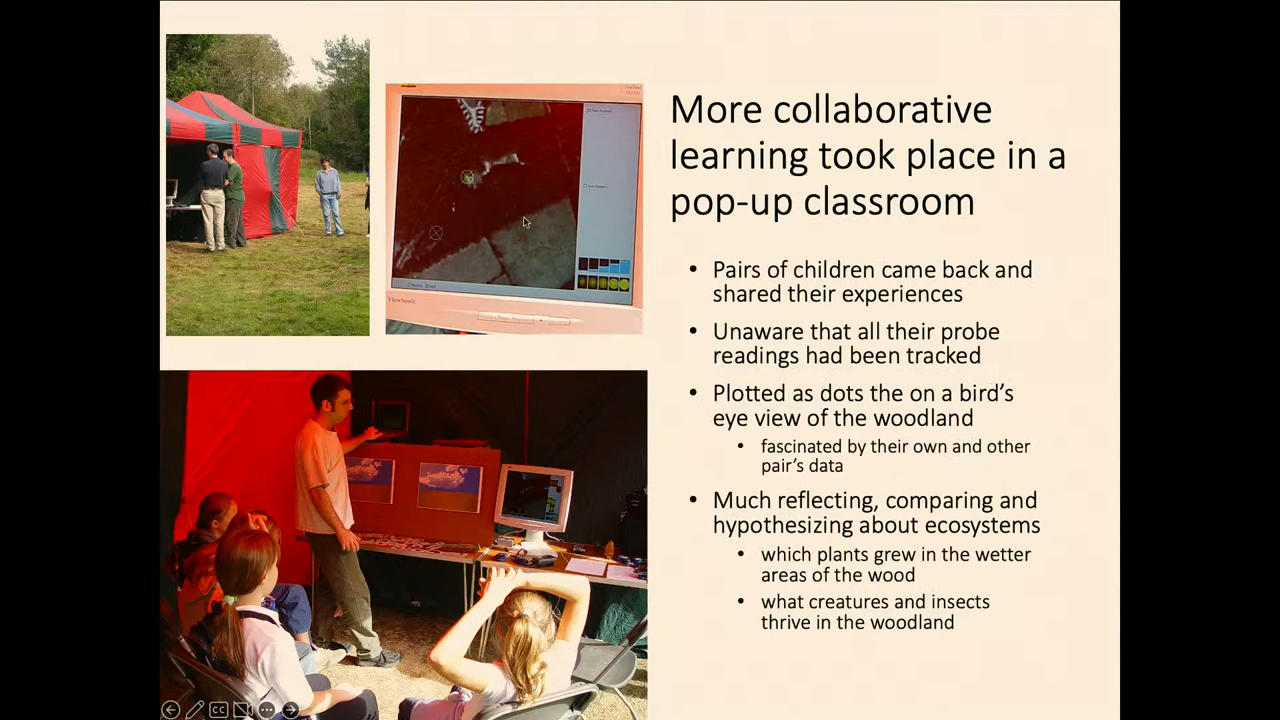 More collaborative
learning took place in a
pop-up classroom
• Pairs of children came back and
shared their experiences
• Unaware that all their probe
readings had been tracked
• Plotted as dots the on a bird's
eye view of the woodland
• fascinated by their own and other
pair's data
• Much reflecting, comparing and
hypothesizing about ecosystems
• which plants grew in the wetter
areas of the wood
• what creatures and insects
thrive in the woodland
ViewSonic
CC